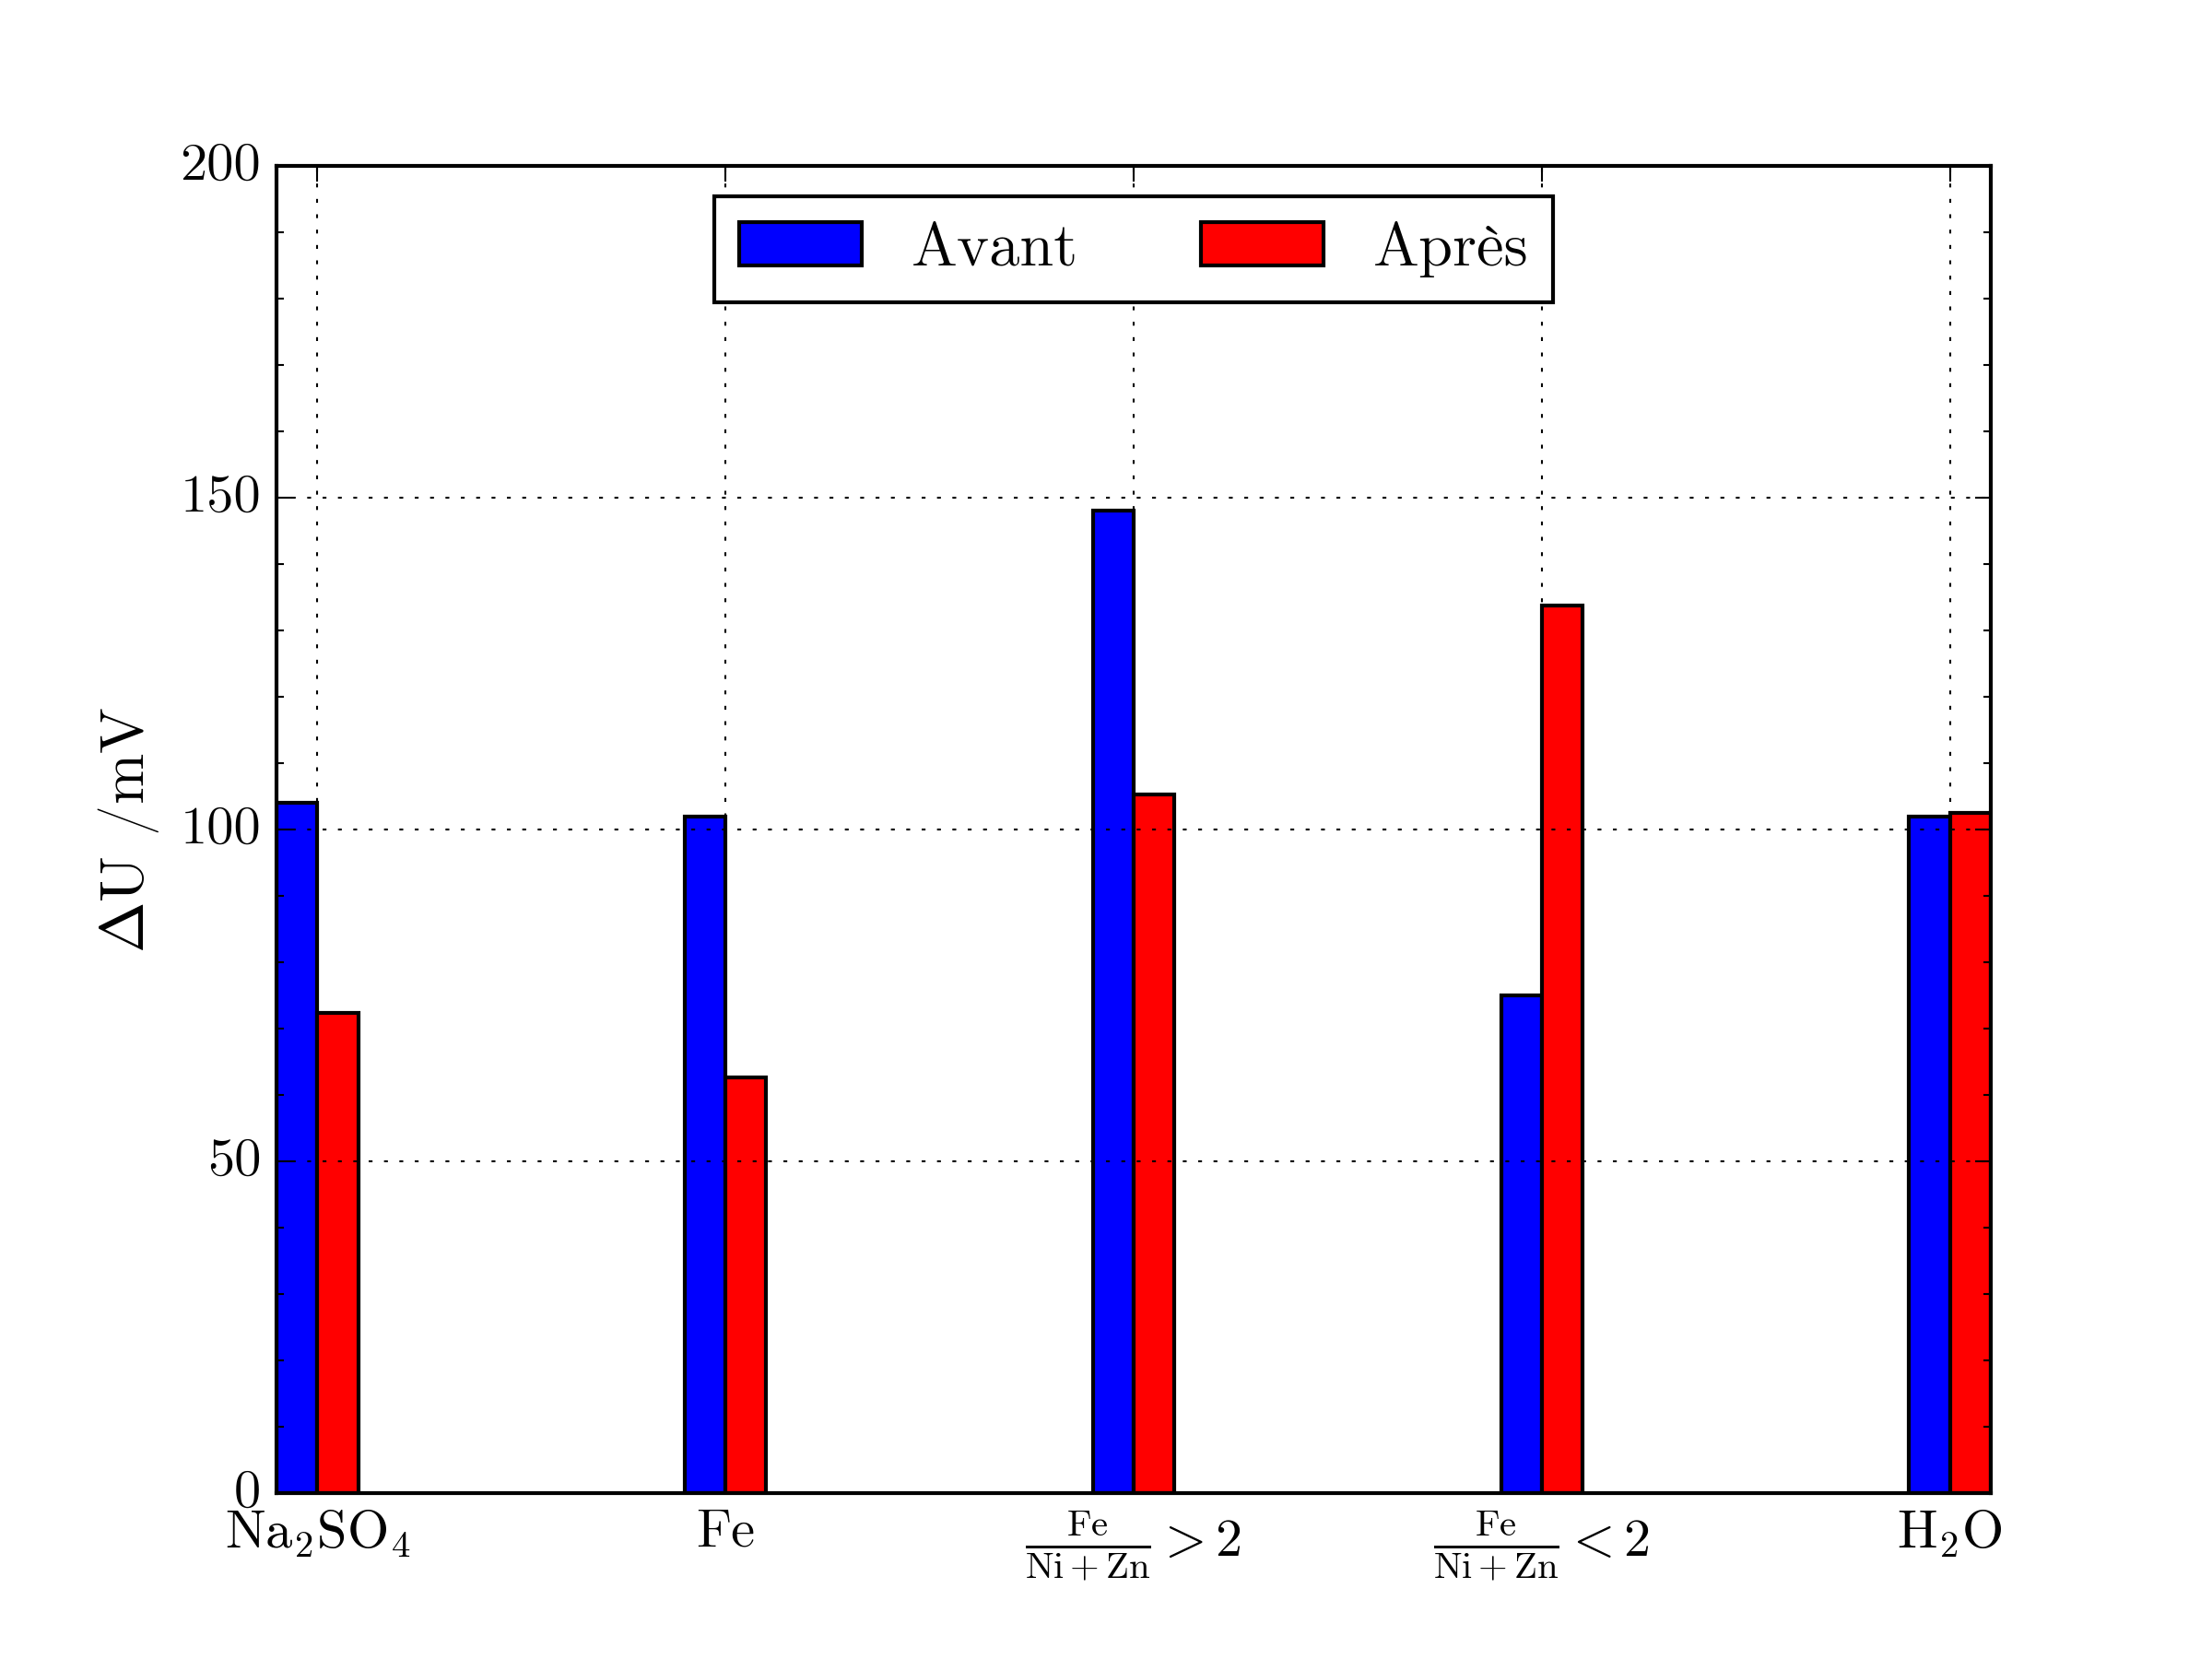 200
Avant Après
150
ΔU / mV
100
50
0
Na₂SO₄ Fe Fe/(Ni + Zn) > 2 Fe/(Ni + Zn) < 2 H₂O